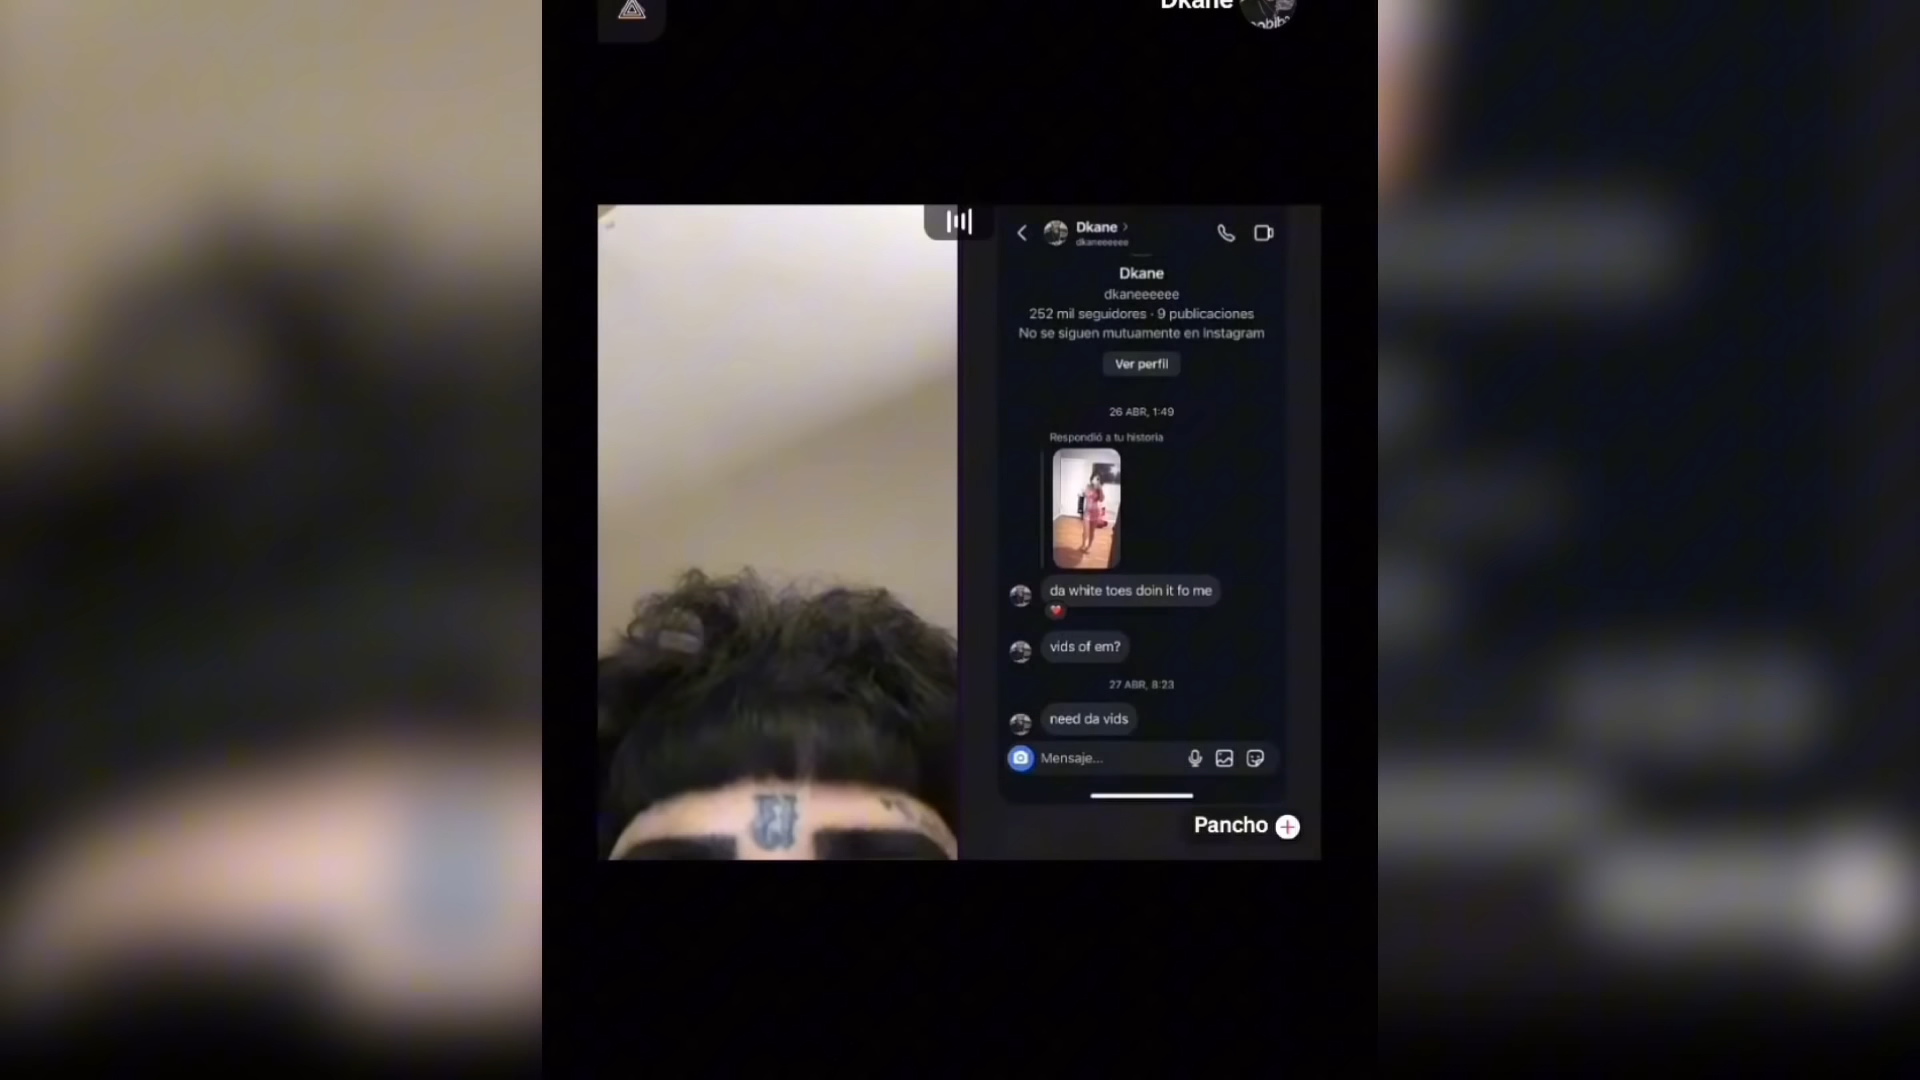 Dkane
Dkane
dkaneeeeee
Dkane
dkaneeeeee
252 mil seguidores · 9 publicaciones
No se siguen mutuamente en Instagram
Ver perfil
26 ABR, 1:49
Respondió a tu historia
da white toes doin it fo me
vids of em?
27 ABR, 8:23
need da vids
Mensaje...
Pancho